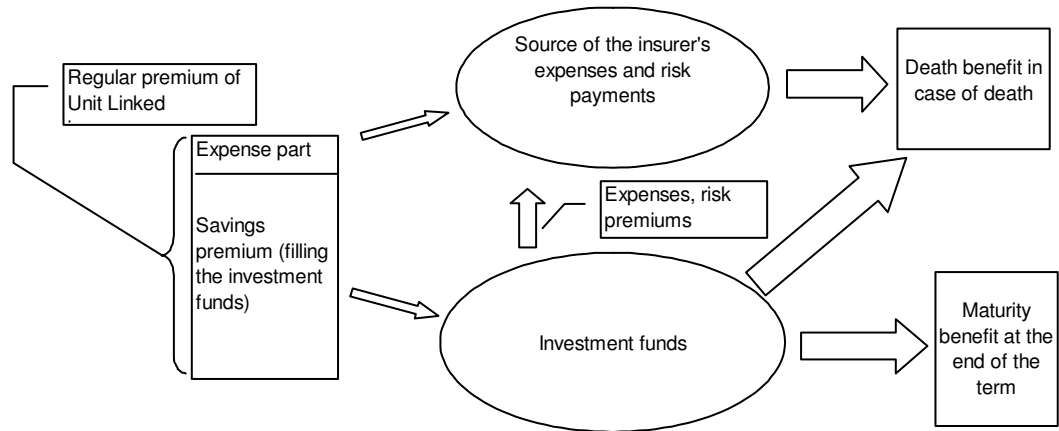 Regular premium of
Unit Linked
.
Expense part
Savings
premium (filling
the investment
funds)
Source of the insurer's
expenses and risk
payments
Expenses, risk
premiums
Investment funds
Death benefit in
case of death
Maturity
benefit at the
end of the
term